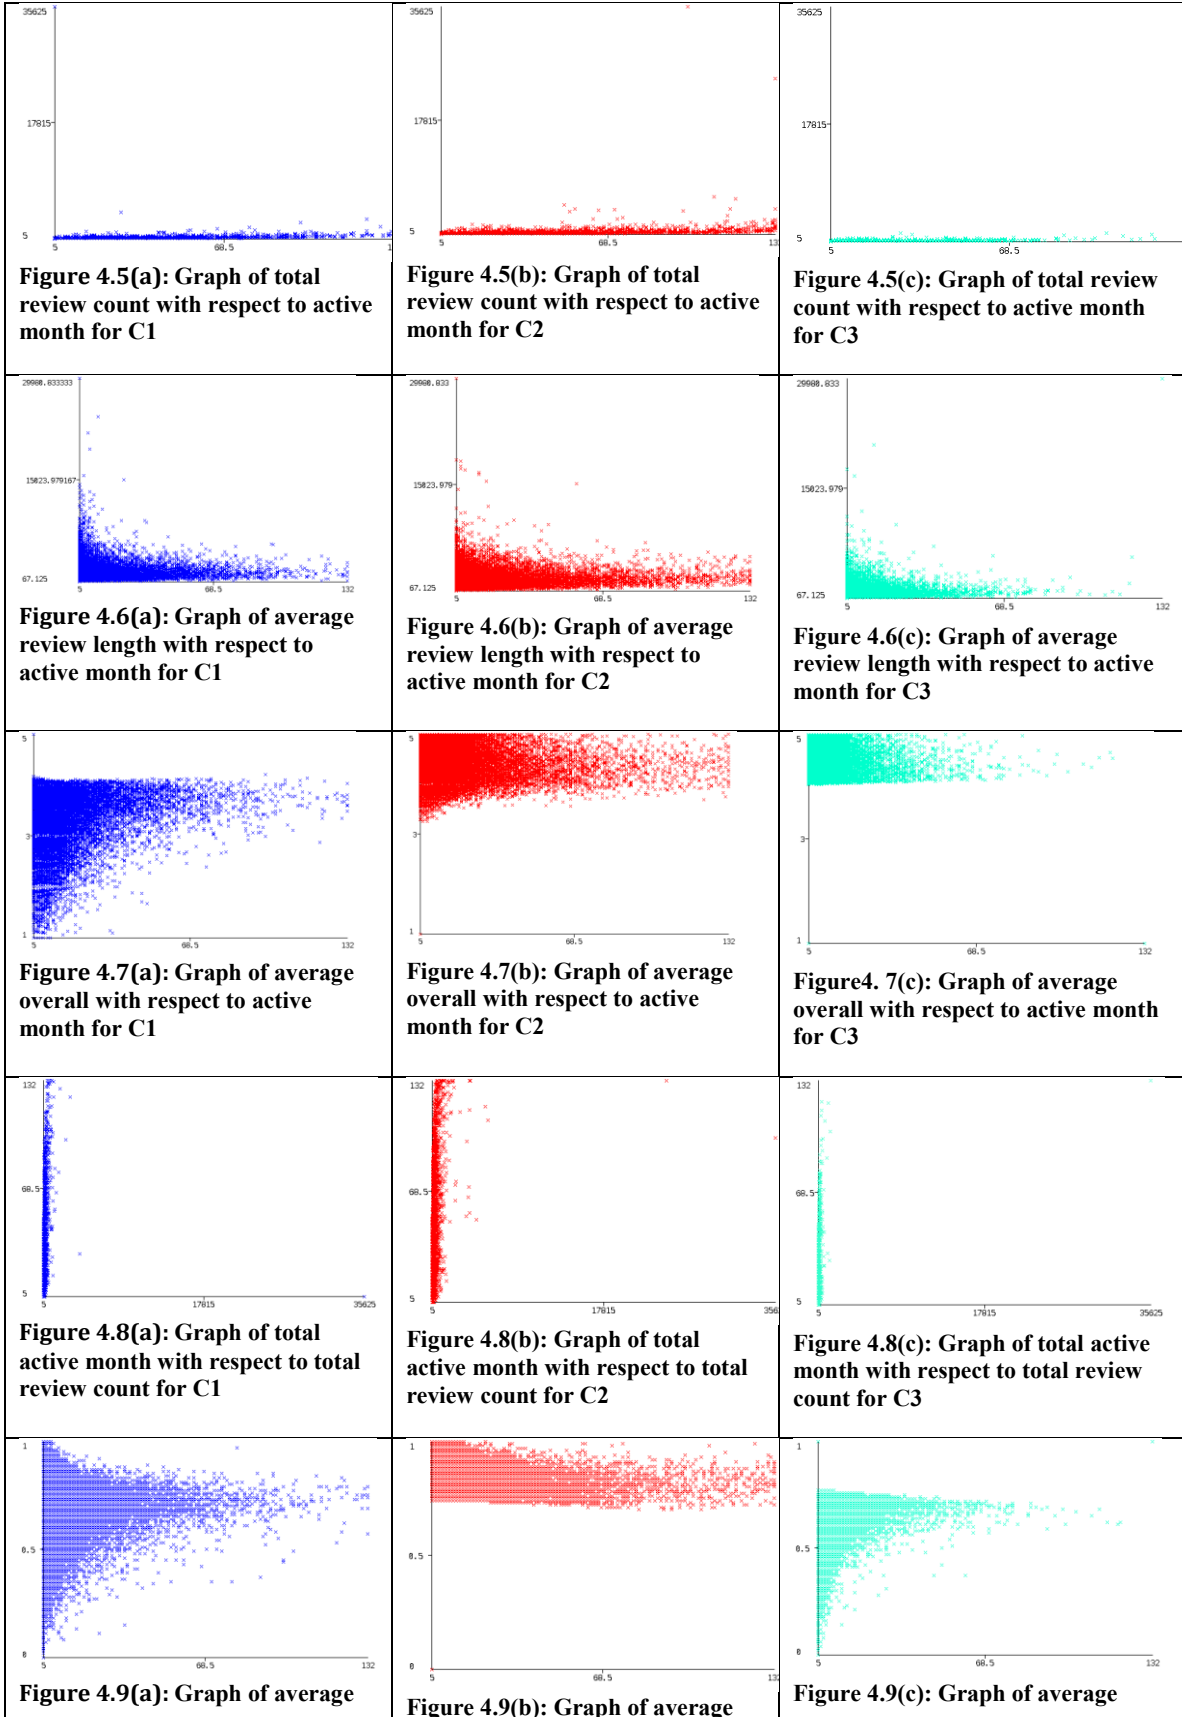 35625
17815
5
5
68.5
13
Figure 4.5(a): Graph of total
review count with respect to active
month for C1
35625
17815
5
5
68.5
13
Figure 4.5(b): Graph of total
review count with respect to active
month for C2
35625
17815
5
5
68.5
Figure 4.5(c): Graph of total review
count with respect to active month
for C3
29980.833333
15023.979167
67.125
5
68.5
132
Figure 4.6(a): Graph of average
review length with respect to
active month for C1
29980.833
15023.979
67.125
5
68.5
132
Figure 4.6(b): Graph of average
review length with respect to
active month for C2
29980.833
15023.979
67.125
5
68.5
132
Figure 4.6(c): Graph of average
review length with respect to active
month for C3
5
3
1
5
68.5
132
Figure 4.7(a): Graph of average
overall with respect to active
month for C1
5
3
1
5
68.5
132
Figure 4.7(b): Graph of average
overall with respect to active
month for C2
5
3
1
5
68.5
132
Figure4. 7(c): Graph of average
overall with respect to active month
for C3
132
68.5
5
5
17815
35625
Figure 4.8(a): Graph of total
active month with respect to total
review count for C1
132
68.5
5
5
17815
3562
Figure 4.8(b): Graph of total
active month with respect to total
review count for C2
132
68.5
5
5
17815
35625
Figure 4.8(c): Graph of total active
month with respect to total review
count for C3
1
0.5
0
5
68.5
132
Figure 4.9(a): Graph of average
1
0.5
0
5
68.5
132
Figure 4.9(b): Graph of average
1
0.5
0
5
68.5
132
Figure 4.9(c): Graph of average